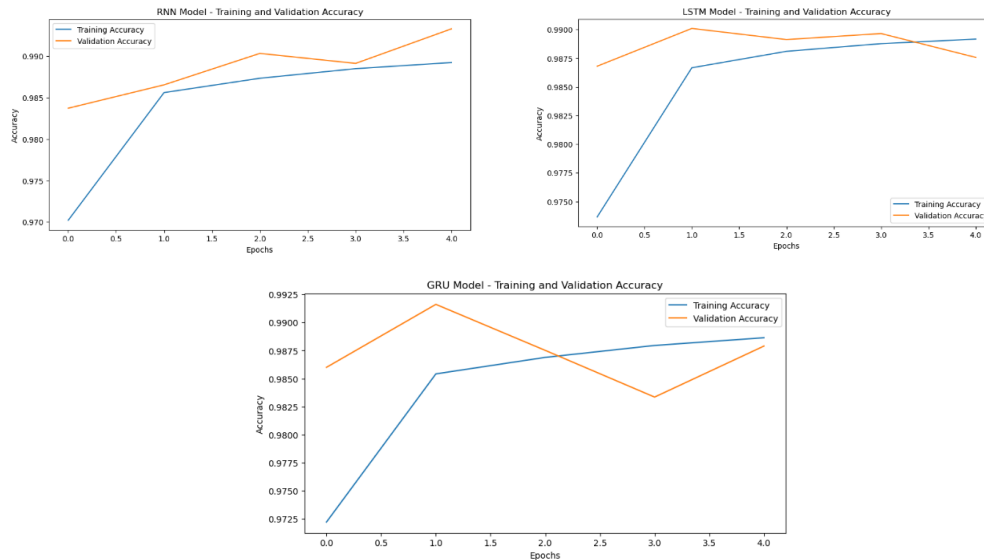 RNN Model - Training and Validation Accuracy
Training Accuracy
Validation Accuracy
0.990
0.985
0.980
0.975
0.970
Accuracy
0.0 0.5 1.0 1.5 2.0 2.5 3.0 3.5 4.0
Epochs
LSTM Model - Training and Validation Accuracy
0.9900
0.9875
0.9850
0.9825
0.9800
0.9775
0.9750
Accuracy
Training Accuracy
Validation Accuracy
0.0 0.5 1.0 1.5 2.0 2.5 3.0 3.5 4.0
Epochs
GRU Model - Training and Validation Accuracy
Training Accuracy
Validation Accuracy
0.9925
0.9900
0.9875
0.9850
0.9825
0.9800
0.9775
0.9750
0.9725
Accuracy
0.0 0.5 1.0 1.5 2.0 2.5 3.0 3.5 4.0
Epochs